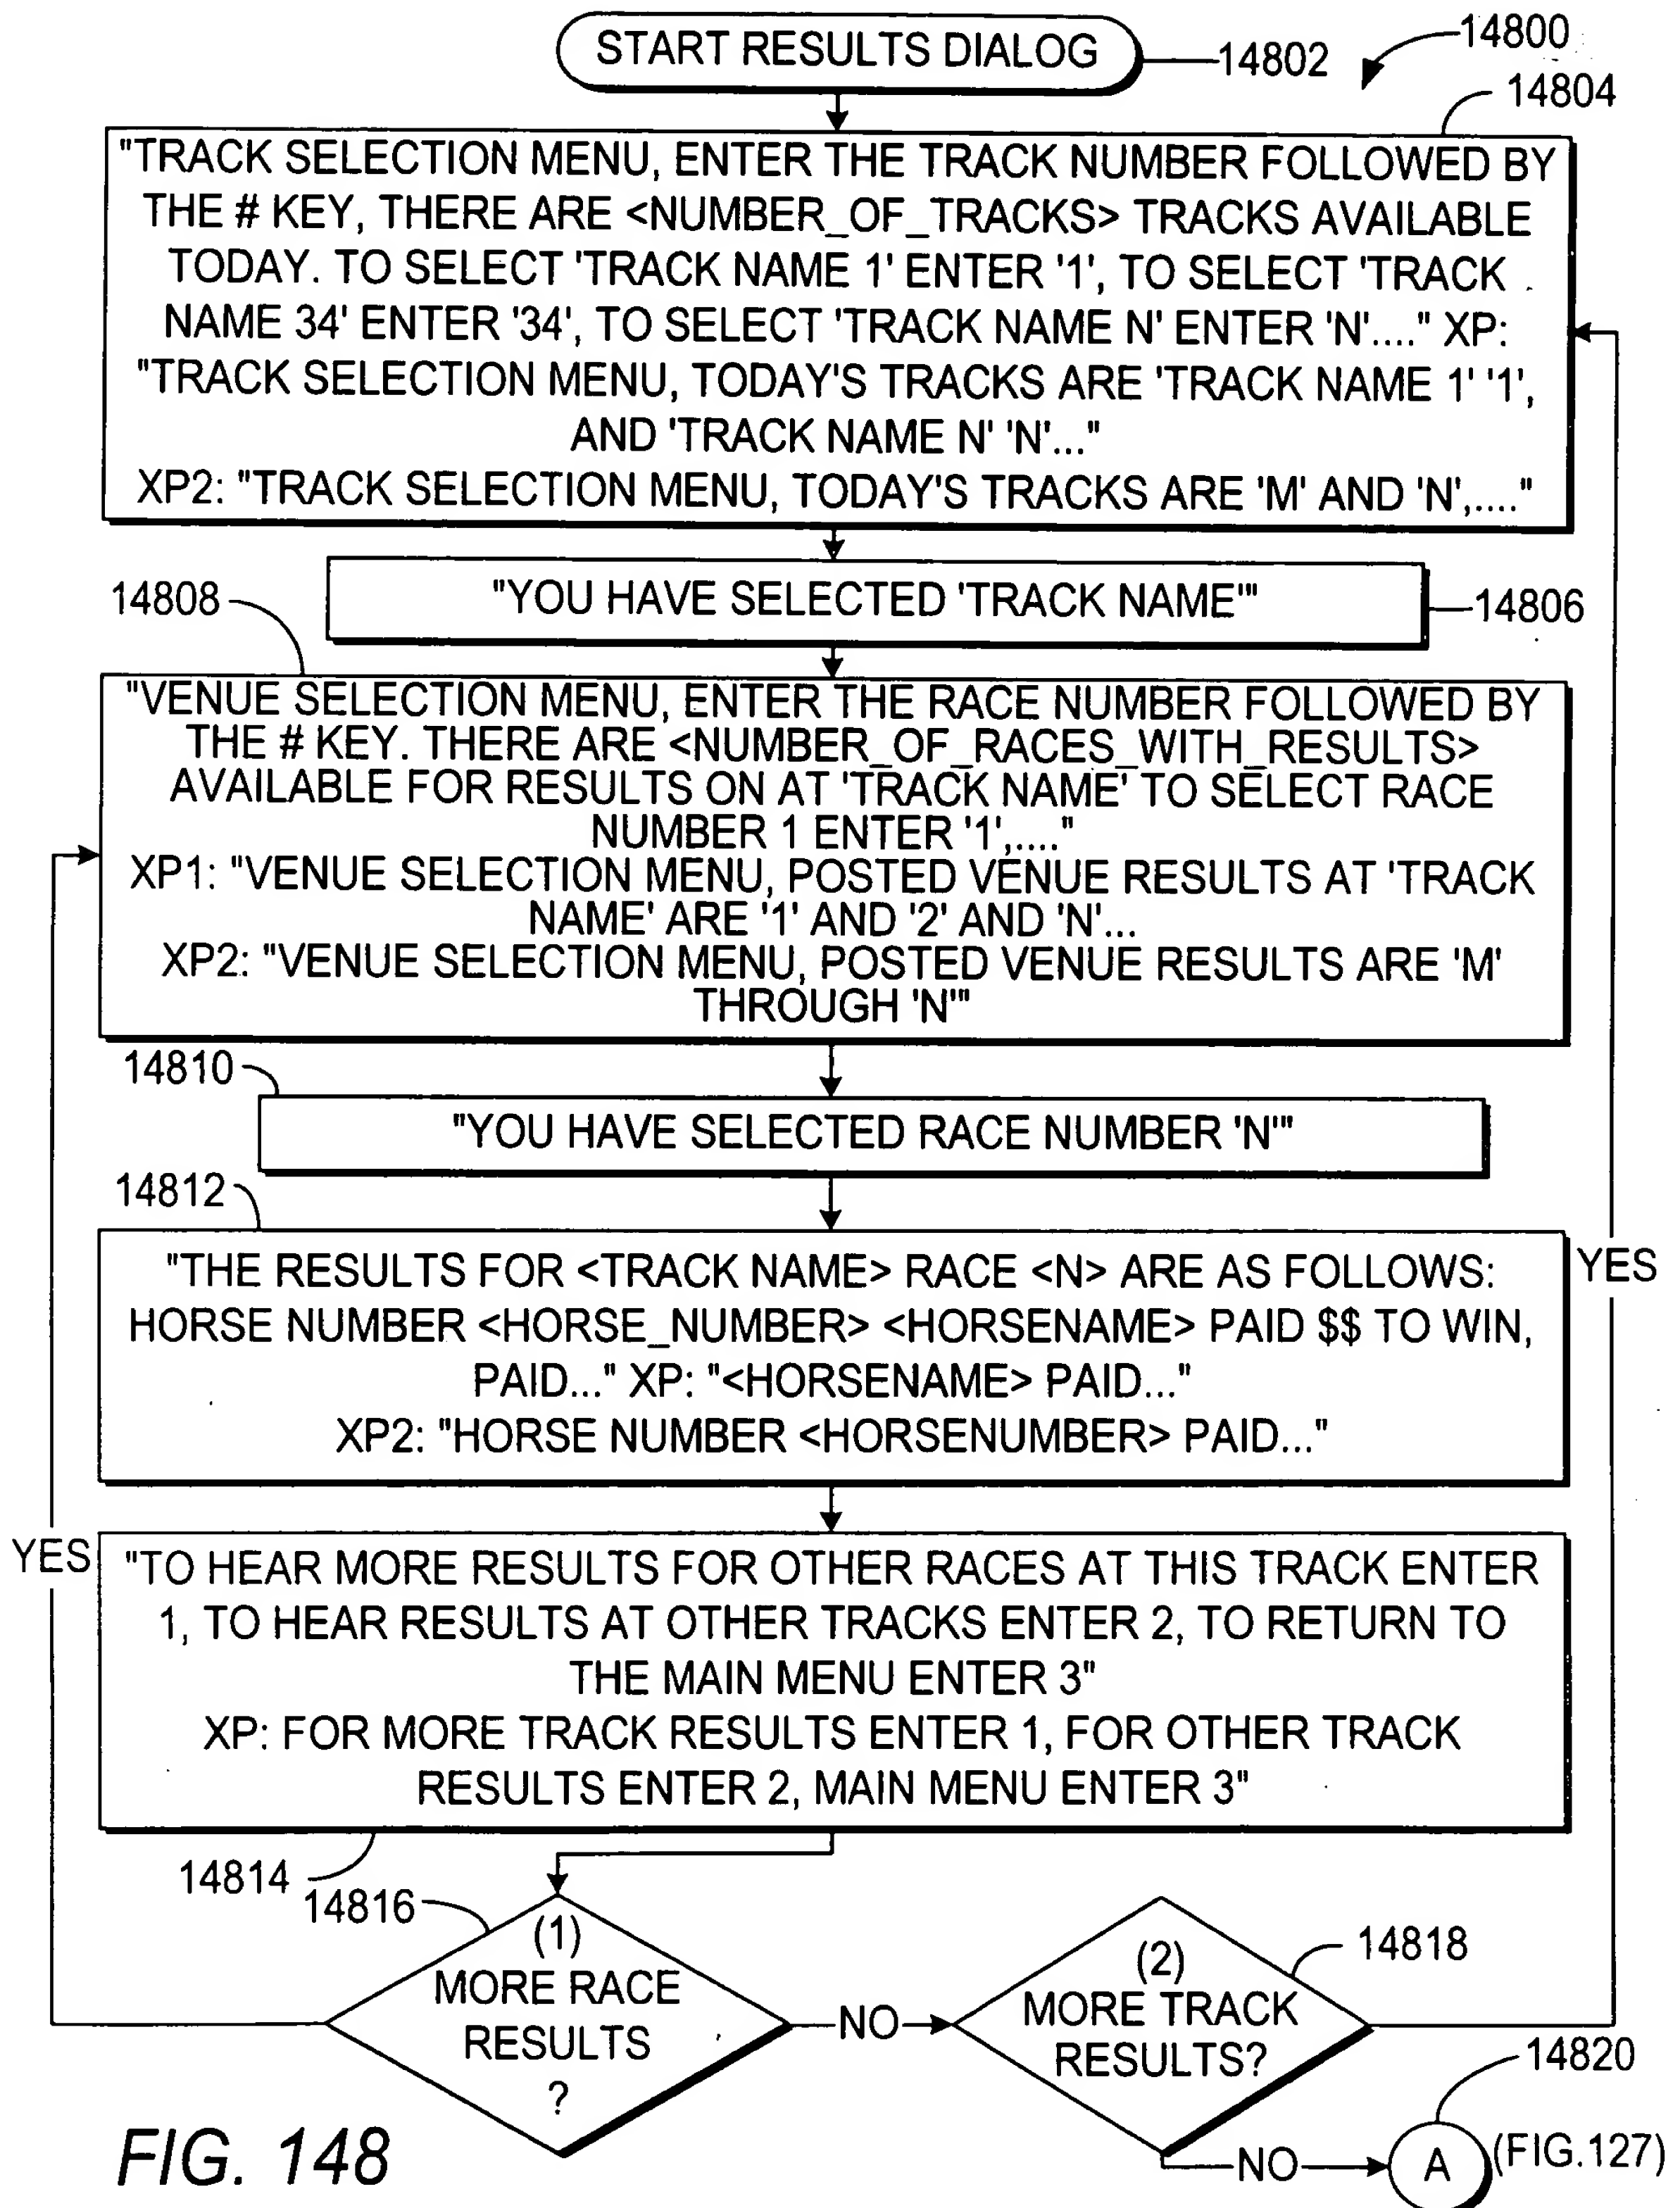 START RESULTS DIALOG
14802
14800
14804
"TRACK SELECTION MENU, ENTER THE TRACK NUMBER FOLLOWED BY
THE # KEY, THERE ARE <NUMBER_OF_TRACKS> TRACKS AVAILABLE
TODAY. TO SELECT 'TRACK NAME 1' ENTER '1', TO SELECT 'TRACK
NAME 34' ENTER '34', TO SELECT 'TRACK NAME N' ENTER 'N'...." XP:
"TRACK SELECTION MENU, TODAY'S TRACKS ARE 'TRACK NAME 1' '1',
AND 'TRACK NAME N' 'N'..."
XP2: "TRACK SELECTION MENU, TODAY'S TRACKS ARE 'M' AND 'N',...."
14808
"YOU HAVE SELECTED 'TRACK NAME'"
14806
"VENUE SELECTION MENU, ENTER THE RACE NUMBER FOLLOWED BY
THE # KEY. THERE ARE <NUMBER_OF_RACES_WITH_RESULTS>
AVAILABLE FOR RESULTS ON AT 'TRACK NAME' TO SELECT RACE
NUMBER 1 ENTER '1',...."
XP1: "VENUE SELECTION MENU, POSTED VENUE RESULTS AT 'TRACK
NAME' ARE '1' AND '2' AND 'N'...
XP2: "VENUE SELECTION MENU, POSTED VENUE RESULTS ARE 'M'
THROUGH 'N'"
14810
"YOU HAVE SELECTED RACE NUMBER 'N'"
14812
"THE RESULTS FOR <TRACK NAME> RACE <N> ARE AS FOLLOWS:
HORSE NUMBER <HORSE_NUMBER> <HORSENAME> PAID $$ TO WIN,
PAID..." XP: "<HORSENAME> PAID..."
XP2: "HORSE NUMBER <HORSENUMBER> PAID..."
YES
YES
"TO HEAR MORE RESULTS FOR OTHER RACES AT THIS TRACK ENTER
1, TO HEAR RESULTS AT OTHER TRACKS ENTER 2, TO RETURN TO
THE MAIN MENU ENTER 3"
XP: FOR MORE TRACK RESULTS ENTER 1, FOR OTHER TRACK
RESULTS ENTER 2, MAIN MENU ENTER 3"
14814
14816
(1)
MORE RACE
RESULTS
?
NO
(2)
MORE TRACK
RESULTS?
14818
14820
NO
A
(FIG.127)
FIG. 148